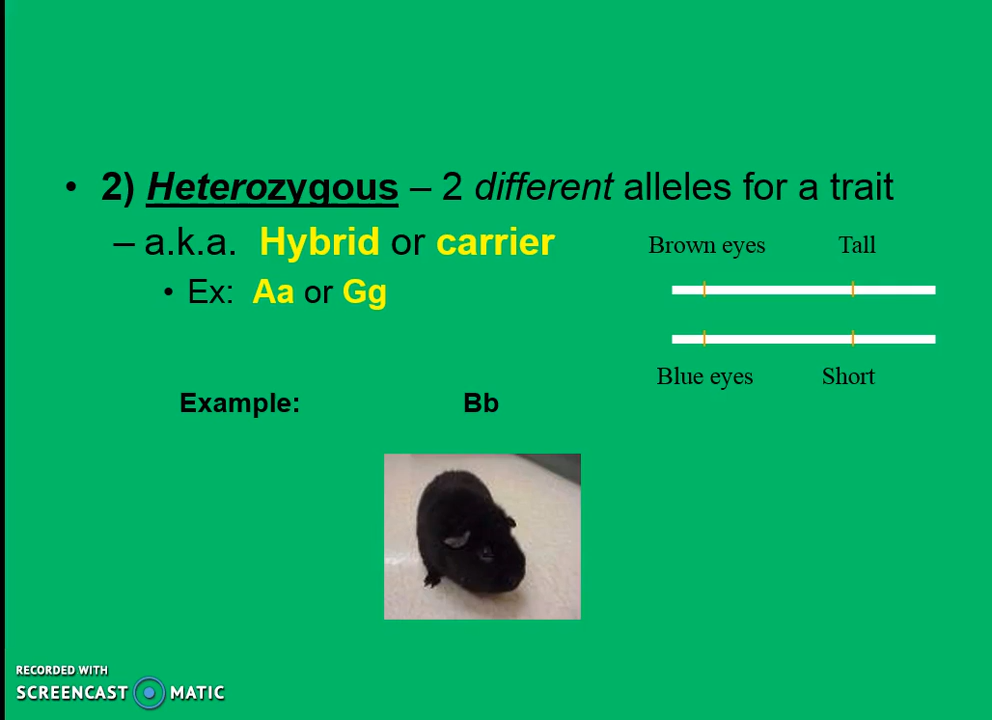 • 2) Heterozygous – 2 different alleles for a trait
– a.k.a. Hybrid or carrier
• Ex: Aa or Gg
Brown eyes Tall
Blue eyes Short
Example: Bb
RECORDED WITH
SCREENCAST MATIC